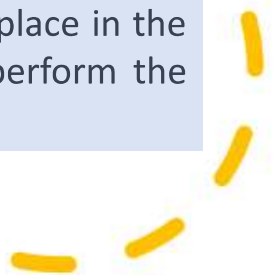 place in the
perform the